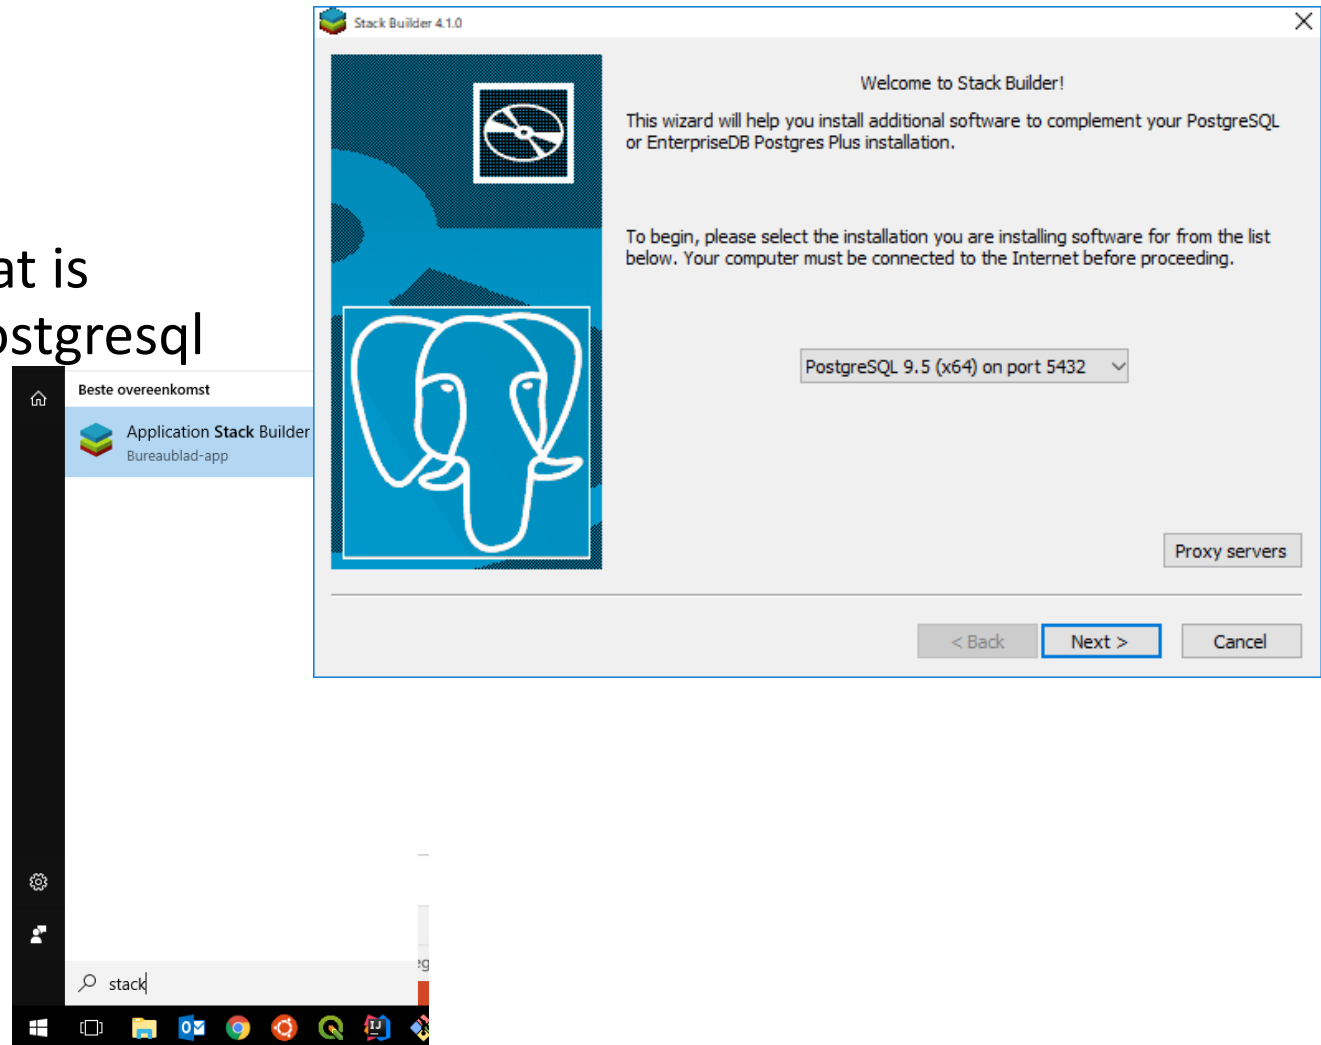 Stack Builder 4.1.0
Welcome to Stack Builder!
This wizard will help you install additional software to complement your PostgreSQL
or EnterpriseDB Postgres Plus installation.
To begin, please select the installation you are installing software for from the list
below. Your computer must be connected to the Internet before proceeding.
PostgreSQL 9.5 (x64) on port 5432
Proxy servers
< Back
Next >
Cancel
at is
ostgresql
Beste overeenkomst
Application Stack Builder
Bureaublad-app
stack